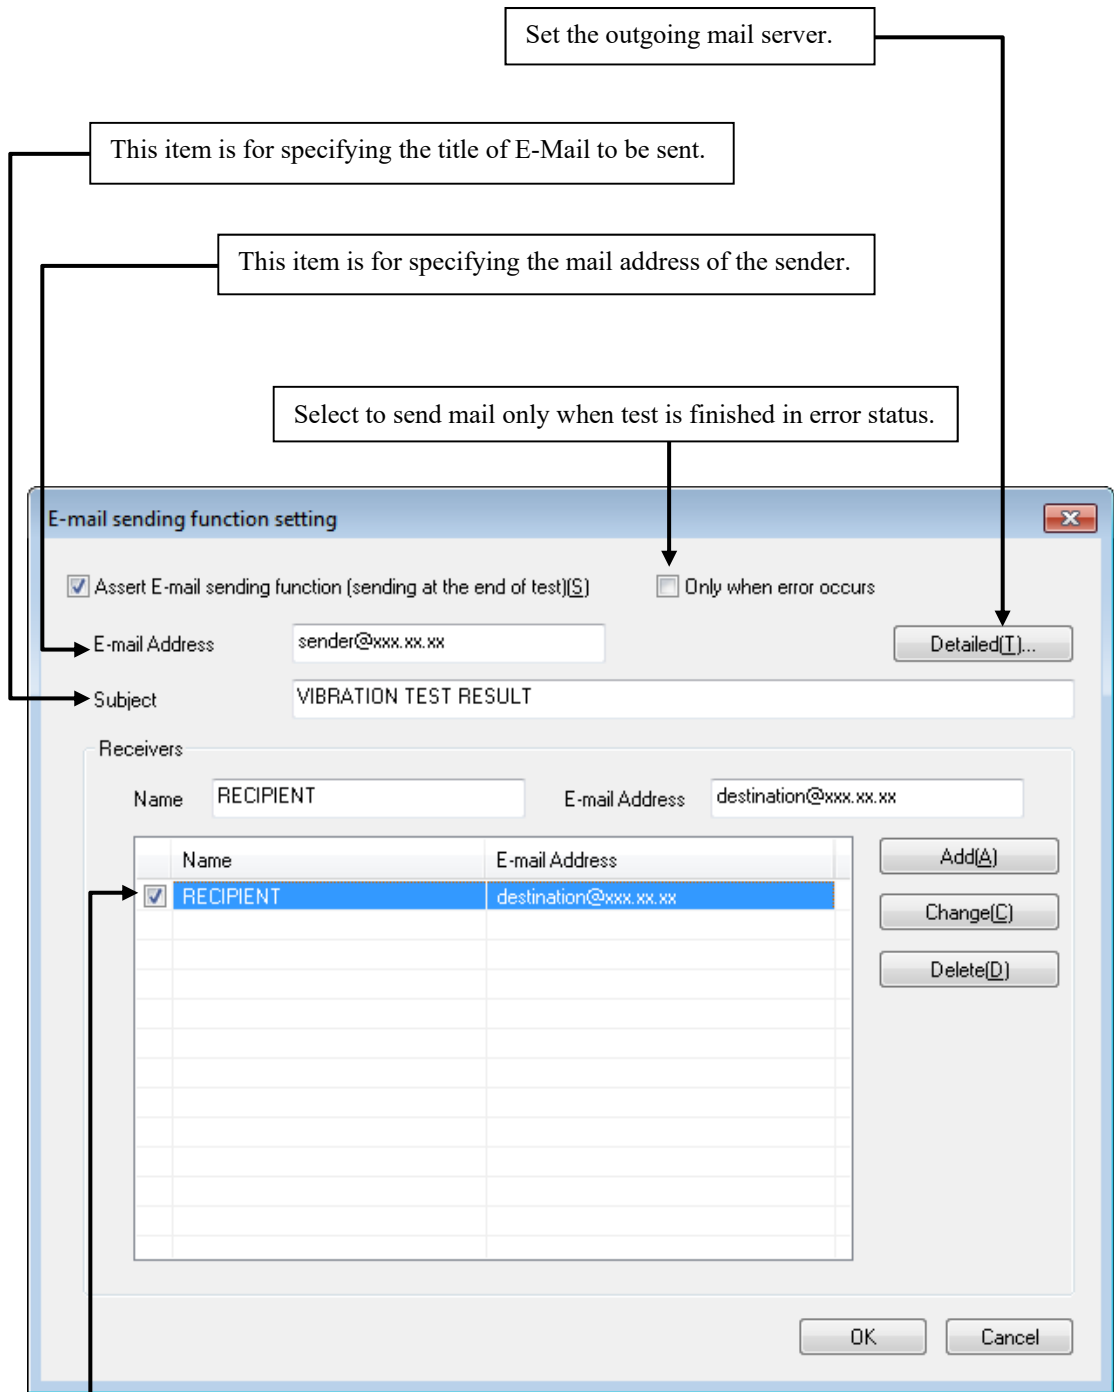 Set the outgoing mail server.
This item is for specifying the title of E-Mail to be sent.
This item is for specifying the mail address of the sender.
Select to send mail only when test is finished in error status.
E-mail sending function setting
Assert E-mail sending function (sending at the end of test)(S) Only when error occurs
E-mail Address sender@xxx.xx.xx Detailed(T)...
Subject VIBRATION TEST RESULT
Receivers
Name RECIPIENT E-mail Address destination@xxx.xx.xx
Name E-mail Address Add(A)
RECIPIENT destination@xxx.xx.xx
Change(C)
Delete(D)
OK Cancel